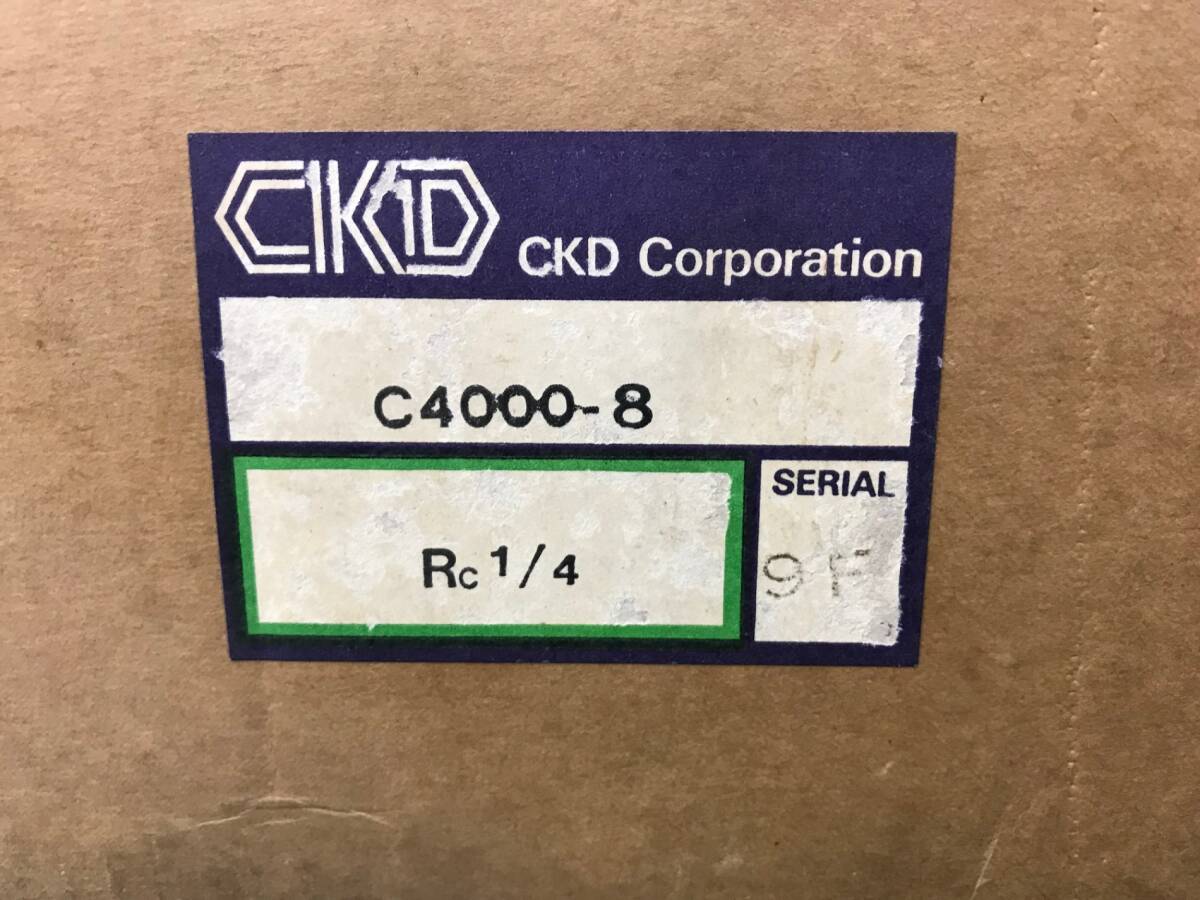 CKD CKD Corporation
C4000-8
Rc 1/4
SERIAL
9F